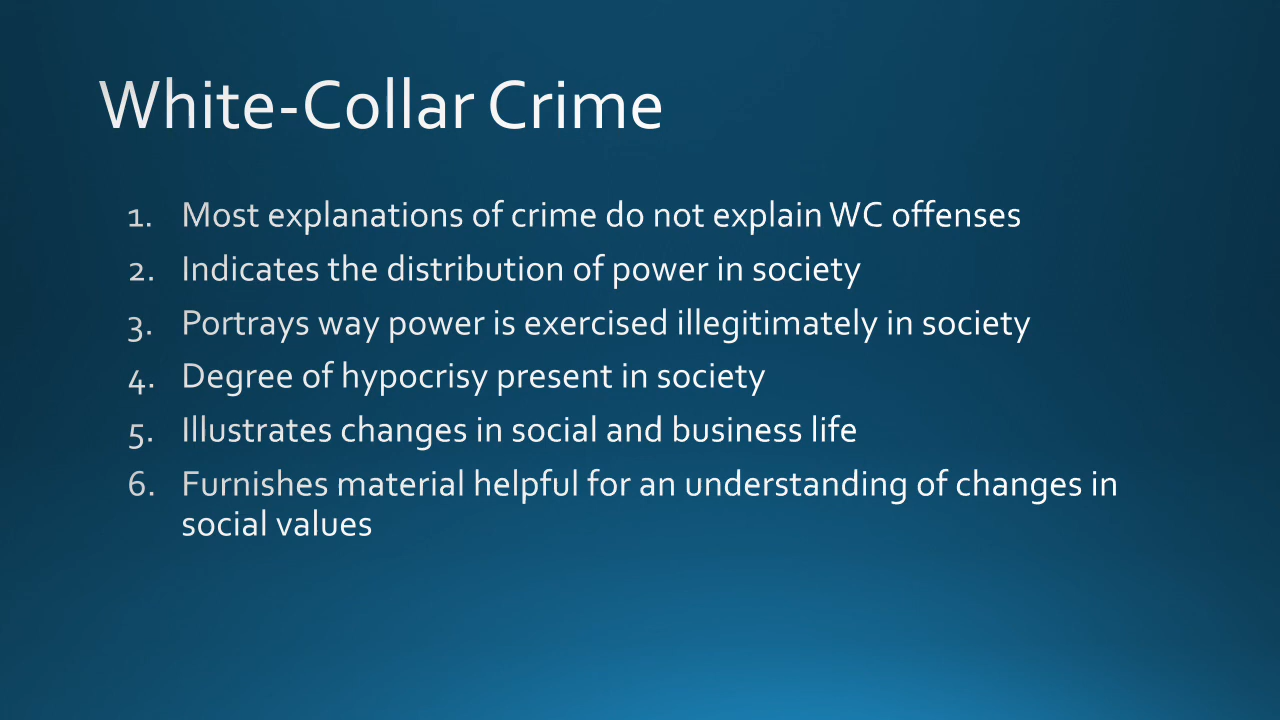 White-Collar Crime
1. Most explanations of crime do not explain WC offenses
2. Indicates the distribution of power in society
3. Portrays way power is exercised illegitimately in society
4. Degree of hypocrisy present in society
5. Illustrates changes in social and business life
6. Furnishes material helpful for an understanding of changes in
social values